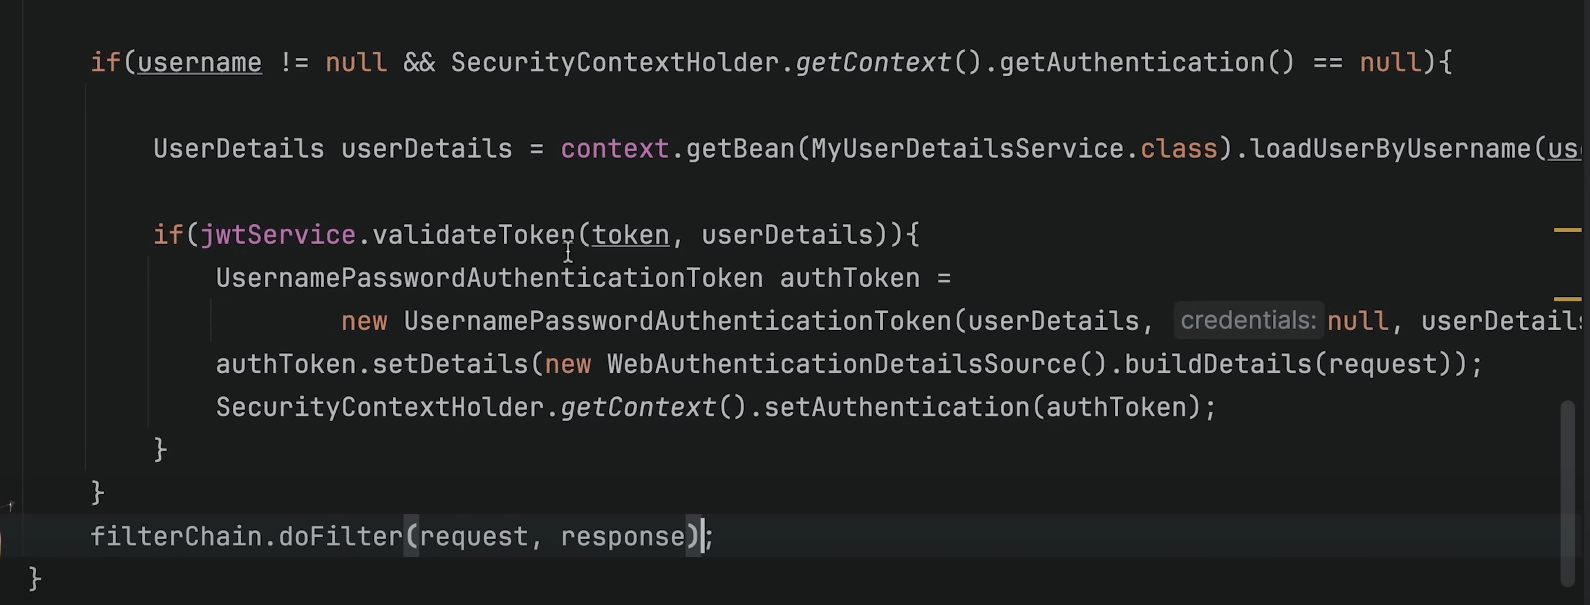 if(username != null && SecurityContextHolder.getContext().getAuthentication() == null){
UserDetails userDetails = context.getBean(MyUserDetailsService.class).loadUserByUsername(us
if(jwtService.validateToken(token, userDetails)){
UsernamePasswordAuthenticationToken authToken =
new UsernamePasswordAuthenticationToken(userDetails, credentials: null, userDetails
authToken.setDetails(new WebAuthenticationDetailsSource().buildDetails(request));
SecurityContextHolder.getContext().setAuthentication(authToken);
}
}
filterChain.doFilter(request, response);
}